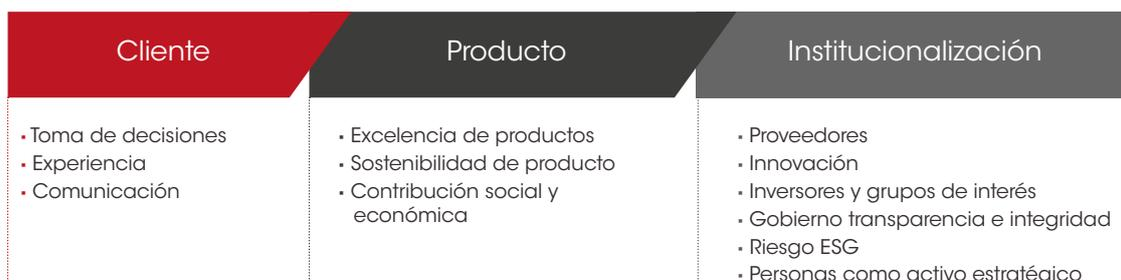 Cliente
Producto
Institucionalización
▪ Toma de decisiones
▪ Experiencia
▪ Comunicación
▪ Excelencia de productos
▪ Sostenibilidad de producto
▪ Contribución social y
económica
▪ Proveedores
▪ Innovación
▪ Inversores y grupos de interés
▪ Gobierno transparencia e integridad
▪ Riesgo ESG
▪ Personas como activo estratégico